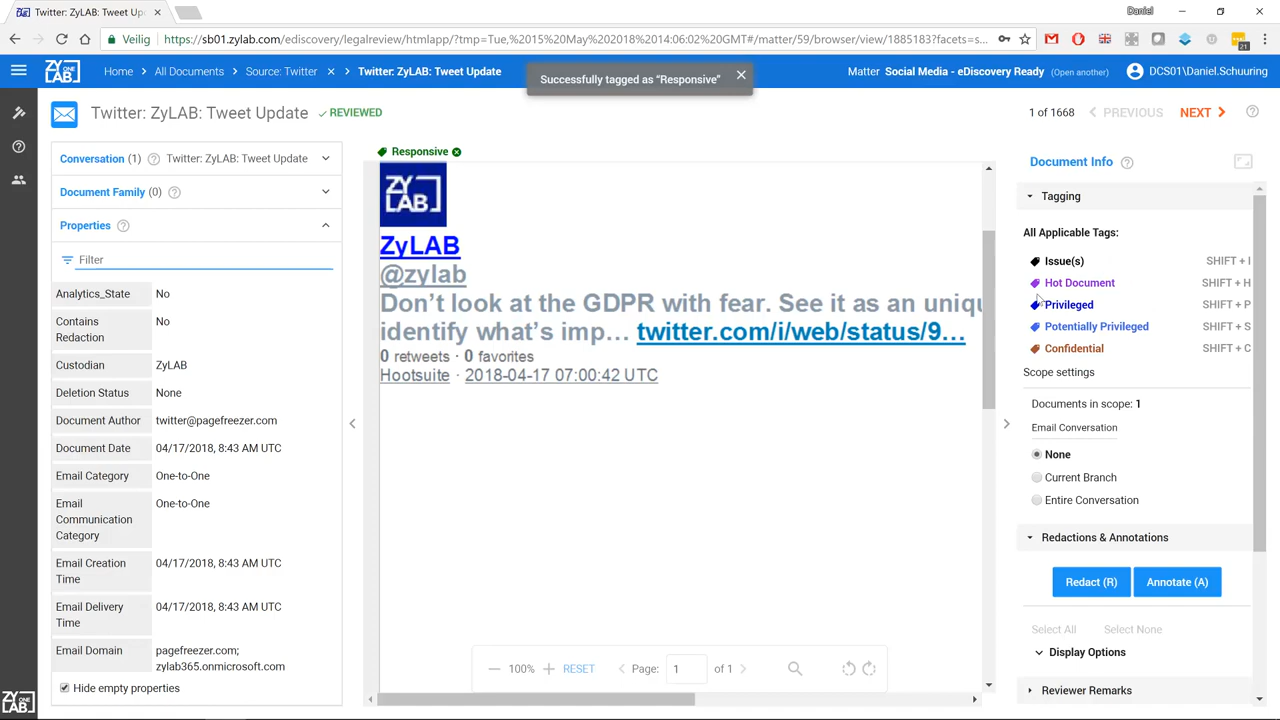 Twitter: ZyLAB: Tweet Up
Daniel
Veilig
https://sb01.zylab.com/ediscovery/legalreview/htmlapp/?tmp=Tue,%2015%20May%202018%2014:06:02%20GMT#/matter/59/browser/view/1885183?facets=s...
21
ZY LAB
Home
All Documents
Source: Twitter
Twitter: ZyLAB: Tweet Update
Successfully tagged as “Responsive”
Matter Social Media - eDiscovery Ready (Open another)
DCS01\Daniel.Schuuring
Twitter: ZyLAB: Tweet Update
REVIEWED
1 of 1668
PREVIOUS
NEXT
Conversation (1) Twitter: ZyLAB: Tweet Update
Document Family (0)
Properties
Filter
Analytics_State No
Contains Redaction No
Custodian ZyLAB
Deletion Status None
Document Author twitter@pagefreezer.com
Document Date 04/17/2018, 8:43 AM UTC
Email Category One-to-One
Email Communication Category One-to-One
Email Creation Time 04/17/2018, 8:43 AM UTC
Email Delivery Time 04/17/2018, 8:43 AM UTC
Email Domain pagefreezer.com;
zylab365.onmicrosoft.com
Hide empty properties
ZY LAB ONE
Responsive
ZY LAB
ZyLAB
@zylab
Don’t look at the GDPR with fear. See it as an uniqu
identify what’s imp… twitter.com/i/web/status/9…
0 retweets · 0 favorites
Hootsuite · 2018-04-17 07:00:42 UTC
100%
RESET
Page: 1 of 1
Document Info
Tagging
All Applicable Tags:
Issue(s) SHIFT + I
Hot Document SHIFT + H
Privileged SHIFT + P
Potentially Privileged SHIFT + S
Confidential SHIFT + C
Scope settings
Documents in scope: 1
Email Conversation
None
Current Branch
Entire Conversation
Redactions & Annotations
Redact (R)
Annotate (A)
Select All
Select None
Display Options
Reviewer Remarks